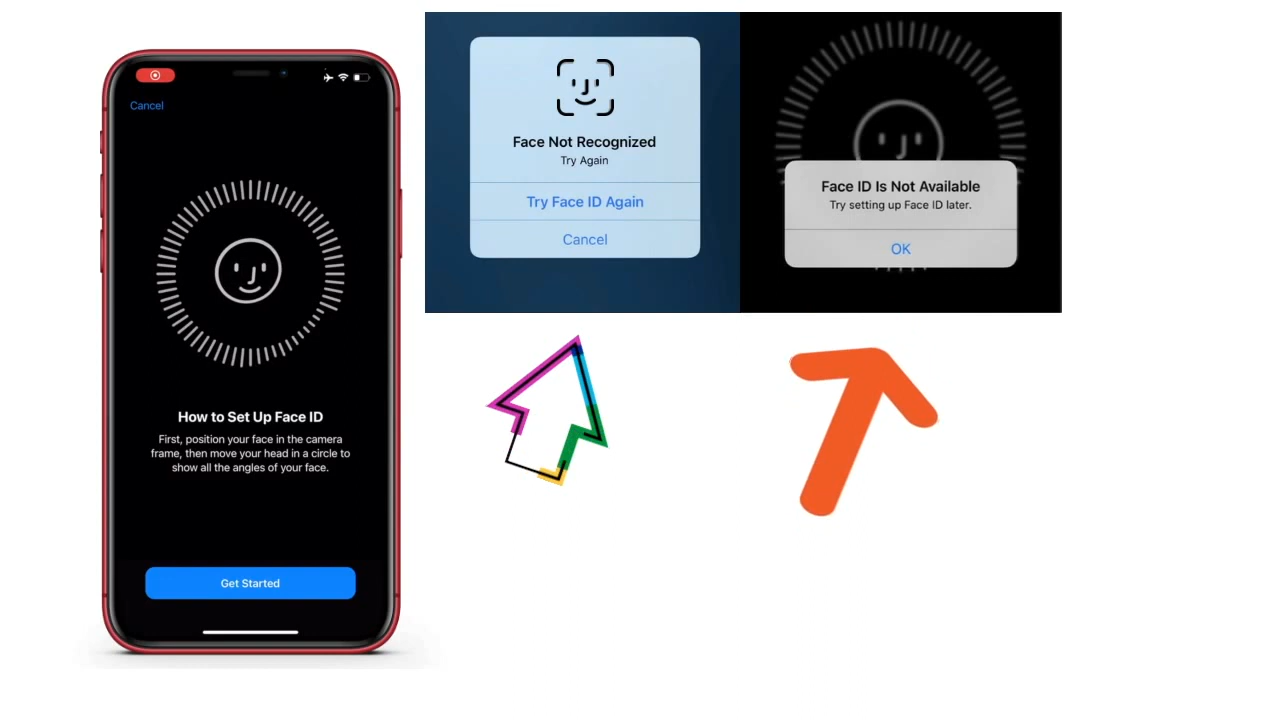 Cancel
How to Set Up Face ID
First, position your face in the camera
frame, then move your head in a circle to
show all the angles of your face.
Get Started
Face Not Recognized
Try Again
Try Face ID Again
Cancel
Face ID Is Not Available
Try setting up Face ID later.
OK